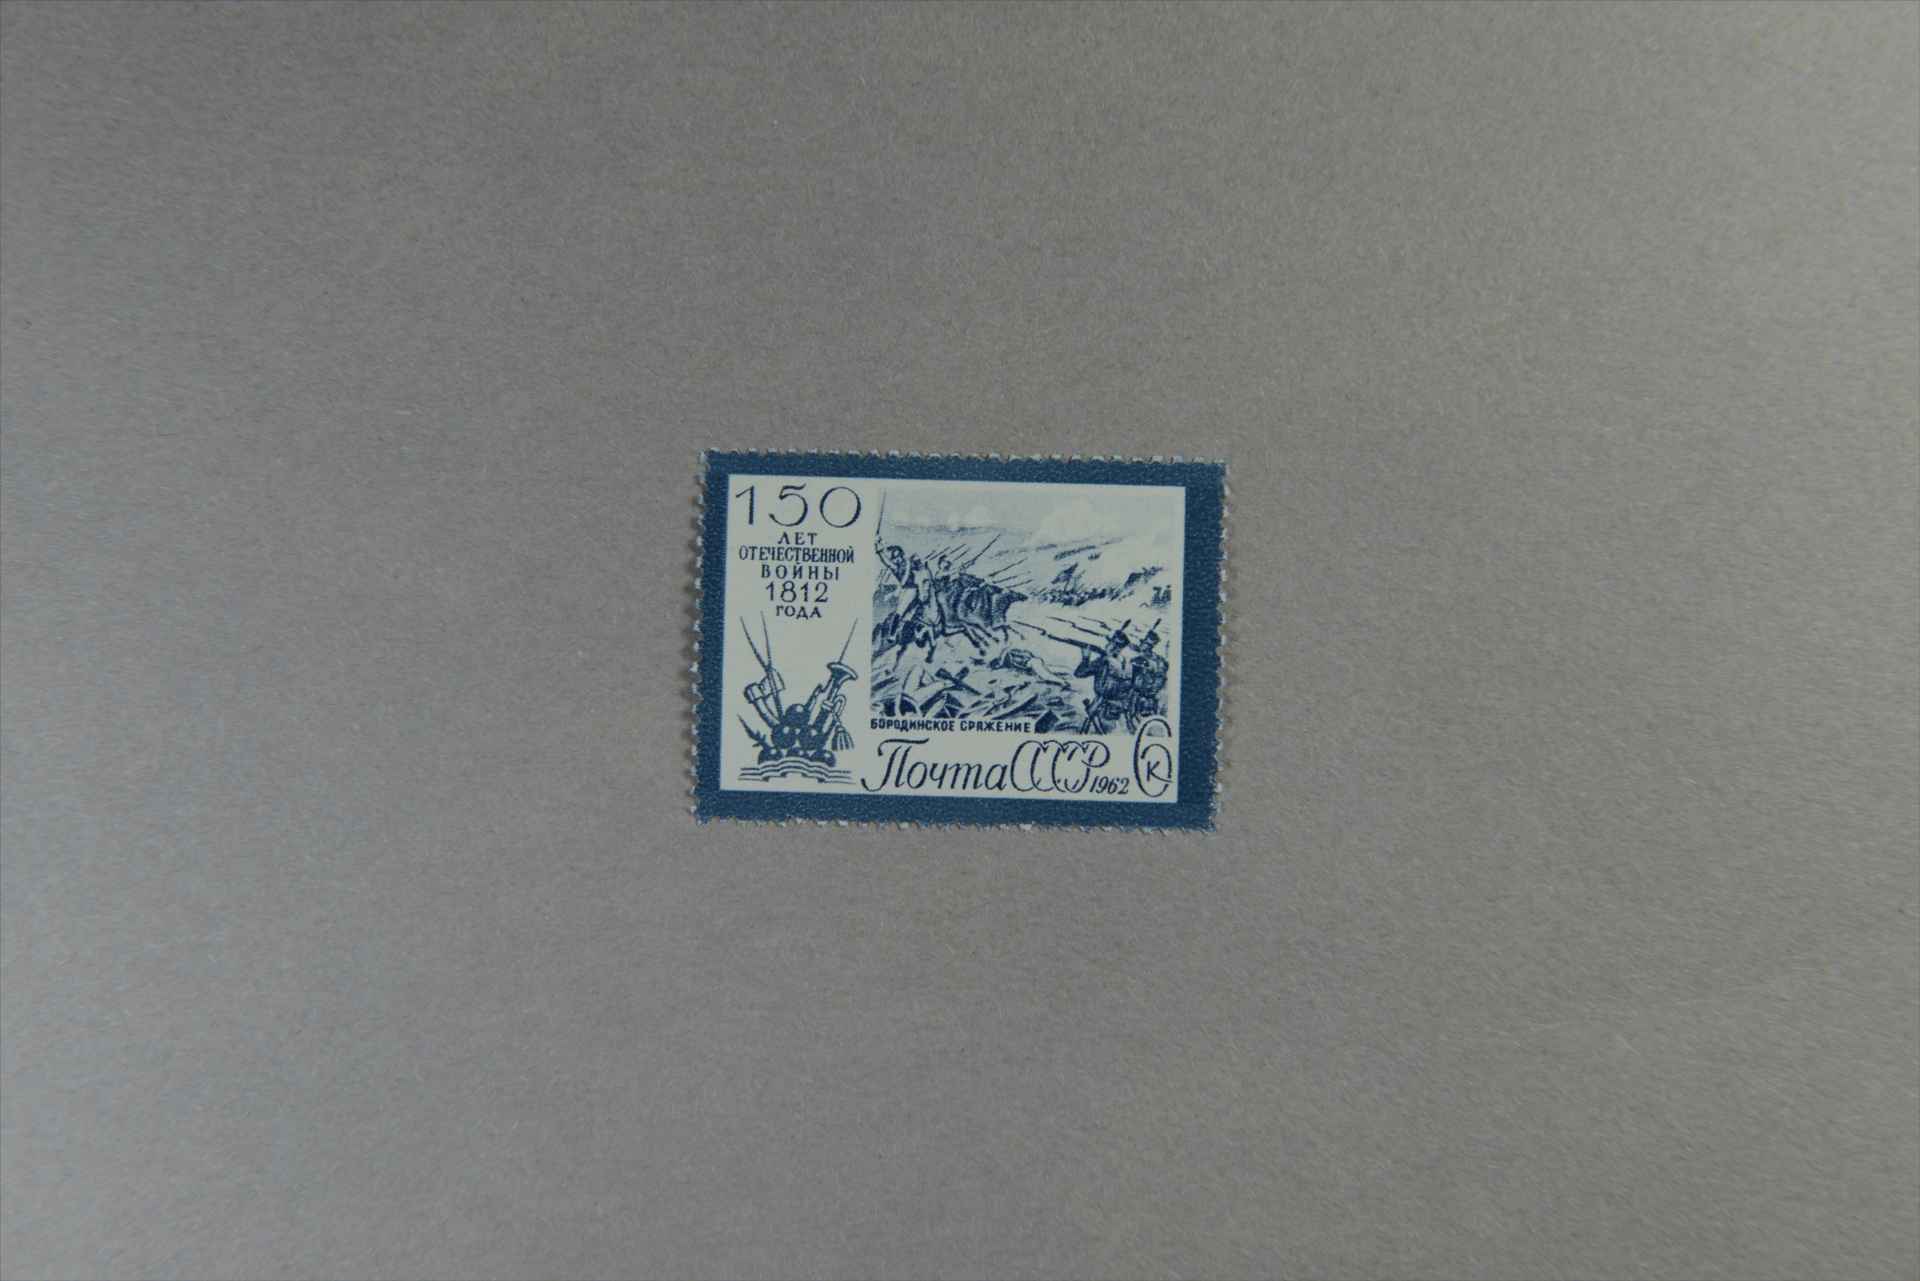 150
ЛЕТ
ОТЕЧЕСТВЕННОЙ
ВОЙНЫ
1812
ГОДА
БОРОДИНСКОЕ СРАЖЕНИЕ
Почта СССР 1962 6 к